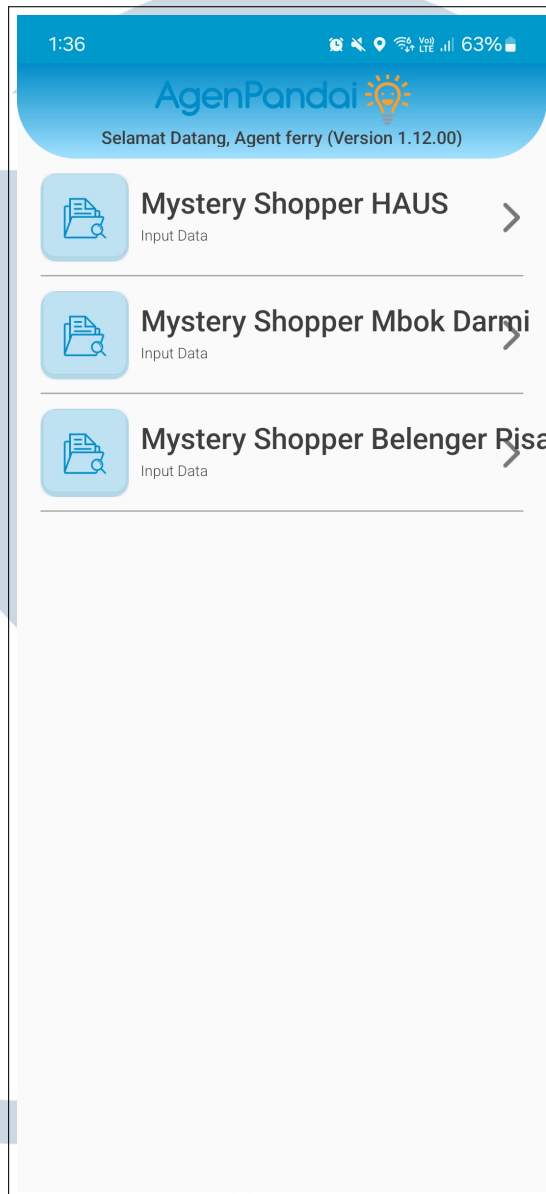 1:36 63%
AgenPandai
Selamat Datang, Agent ferry (Version 1.12.00)
Mystery Shopper HAUS
Input Data
Mystery Shopper Mbok Darmi
Input Data
Mystery Shopper Belenger Risa
Input Data